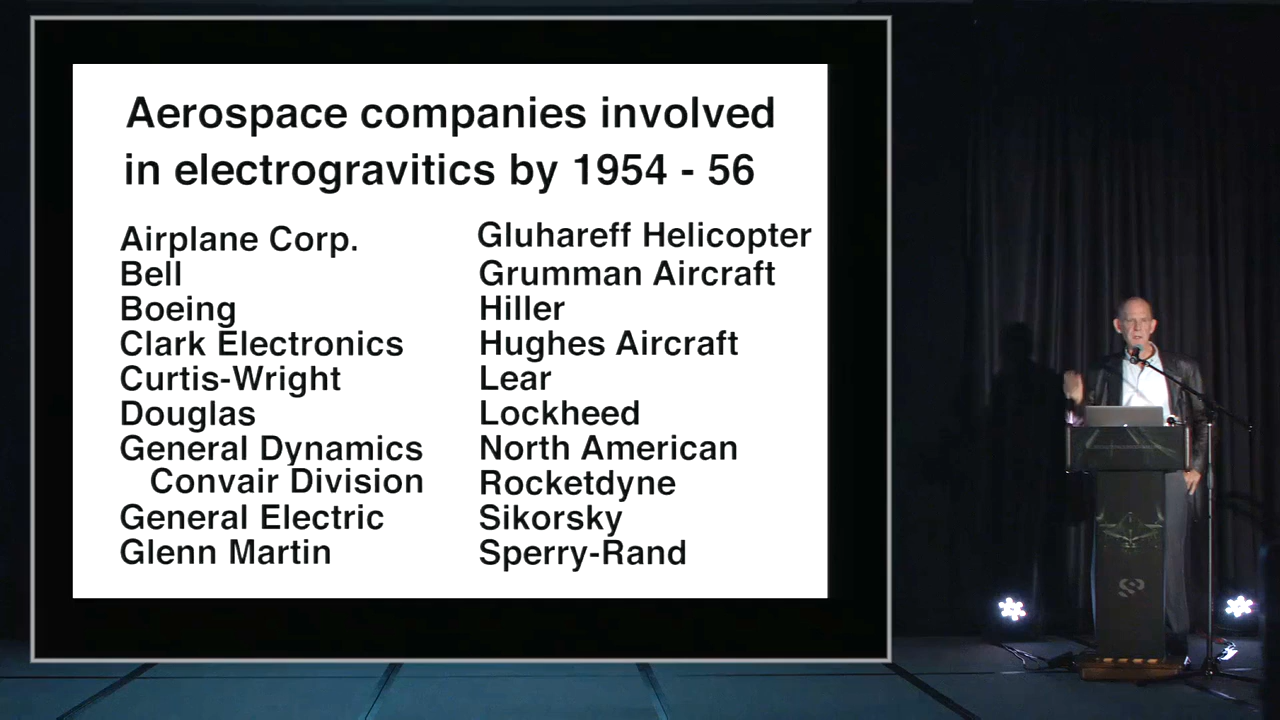 Aerospace companies involved
in electrogravitics by 1954 - 56
Airplane Corp.
Bell
Boeing
Clark Electronics
Curtis-Wright
Douglas
General Dynamics
Convair Division
General Electric
Glenn Martin
Gluhareff Helicopter
Grumman Aircraft
Hiller
Hughes Aircraft
Lear
Lockheed
North American
Rocketdyne
Sikorsky
Sperry-Rand